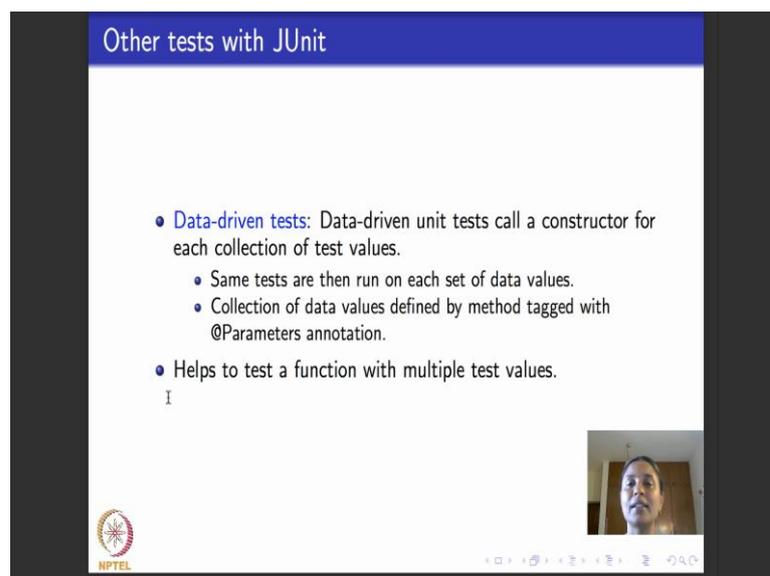 Other tests with JUnit
Data-driven tests: Data-driven unit tests call a constructor for
each collection of test values.
Same tests are then run on each set of data values.
Collection of data values defined by method tagged with
@Parameters annotation.
Helps to test a function with multiple test values.
NPTEL